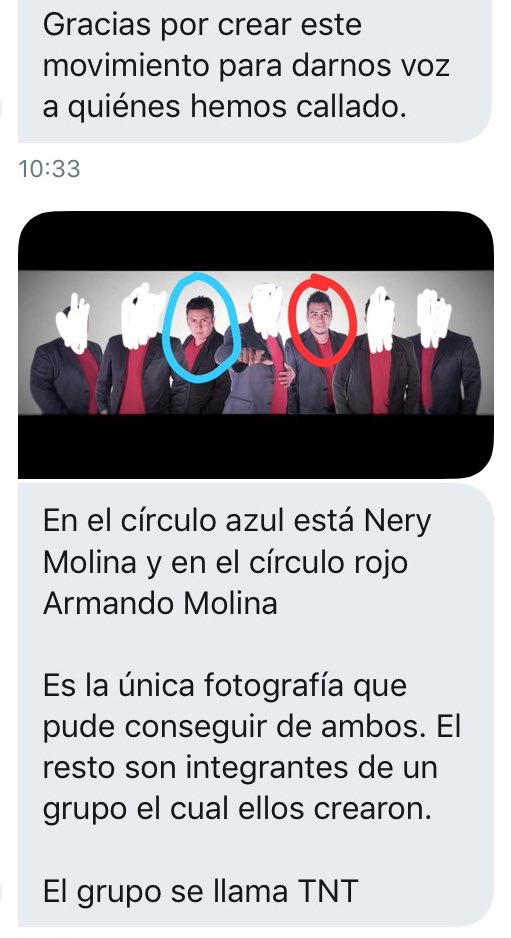 Gracias por crear este
movimiento para darnos voz
a quiénes hemos callado.
10:33
En el círculo azul está Nery
Molina y en el círculo rojo
Armando Molina
Es la única fotografía que
pude conseguir de ambos. El
resto son integrantes de un
grupo el cual ellos crearon.
El grupo se llama TNT